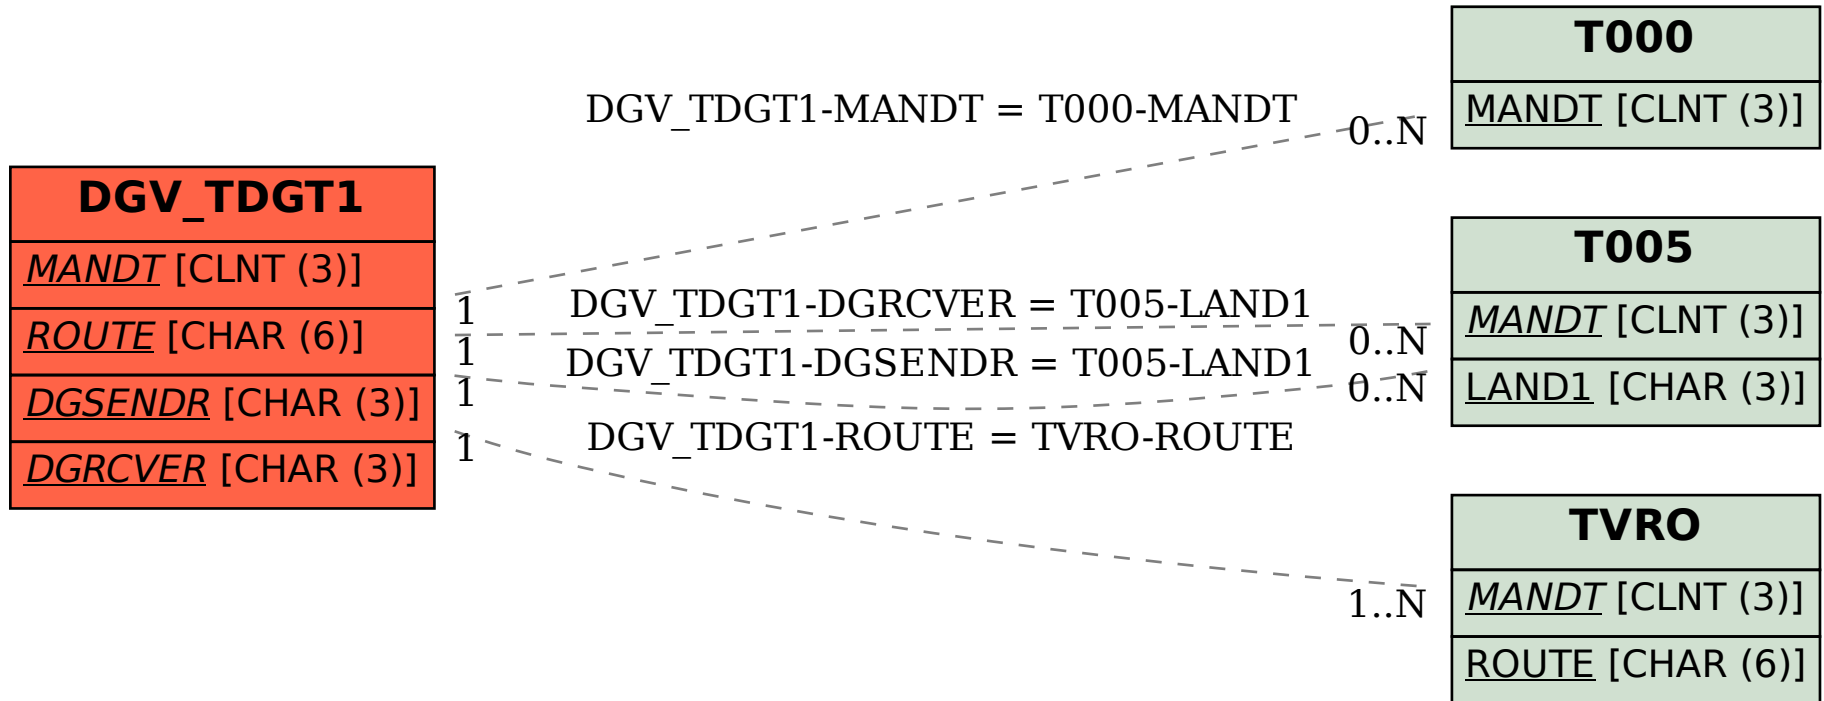 DGV_TDGT1
MANDT [CLNT (3)]
ROUTE [CHAR (6)]
DGSENDR [CHAR (3)]
DGRCVER [CHAR (3)]
DGV_TDGT1-MANDT = T000-MANDT
1
0..N
DGV_TDGT1-DGRCVER = T005-LAND1
1
0..N
DGV_TDGT1-DGSENDR = T005-LAND1
1
0..N
DGV_TDGT1-ROUTE = TVRO-ROUTE
1
1..N
T000
MANDT [CLNT (3)]
T005
MANDT [CLNT (3)]
LAND1 [CHAR (3)]
TVRO
MANDT [CLNT (3)]
ROUTE [CHAR (6)]